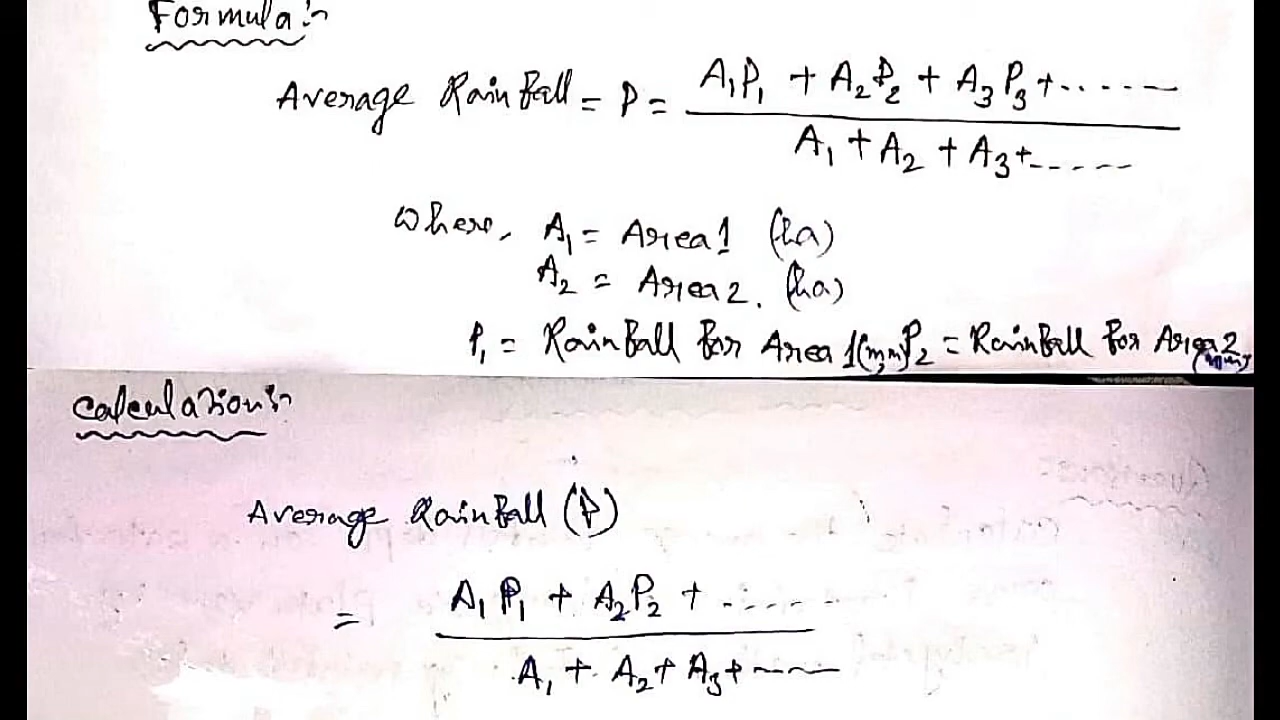 Formula:-
Average Rainfall = P = A₁P₁ + A₂P₂ + A₃P₃ + ......
A₁ + A₂ + A₃ + ......
Where, A₁ = Area 1 (ha)
A₂ = Area 2. (ha)
P₁ = Rainfall for Area 1 (mm) P₂ = Rainfall for Area 2 (mm)
Calculation:-
Average Rainfall (P)
= A₁P₁ + A₂P₂ + ......
A₁ + A₂ + A₃ + ......